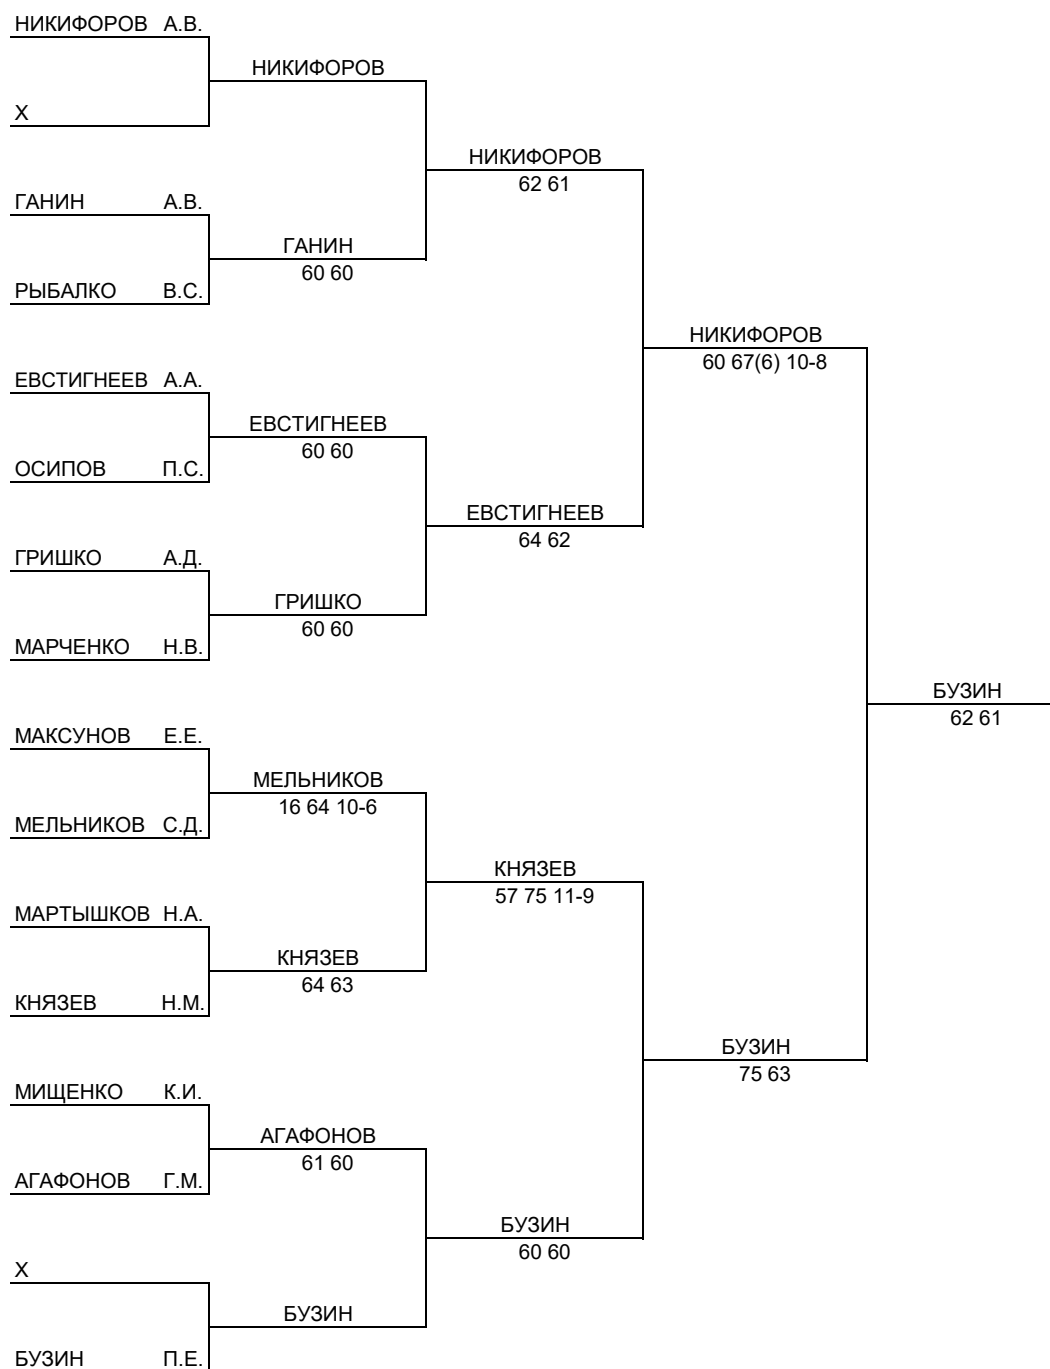 НИКИФОРОВ А.В.
НИКИФОРОВ
Х
НИКИФОРОВ
62 61
ГАНИН А.В.
ГАНИН
60 60
РЫБАЛКО В.С.
НИКИФОРОВ
60 67(6) 10-8
ЕВСТИГНЕЕВ А.А.
ЕВСТИГНЕЕВ
60 60
ОСИПОВ П.С.
ЕВСТИГНЕЕВ
64 62
ГРИШКО А.Д.
ГРИШКО
60 60
МАРЧЕНКО Н.В.
БУЗИН
62 61
МАКСУНОВ Е.Е.
МЕЛЬНИКОВ
16 64 10-6
МЕЛЬНИКОВ С.Д.
КНЯЗЕВ
57 75 11-9
МАРТЫШКОВ Н.А.
КНЯЗЕВ
64 63
КНЯЗЕВ Н.М.
БУЗИН
75 63
МИЩЕНКО К.И.
АГАФОНОВ
61 60
АГАФОНОВ Г.М.
БУЗИН
60 60
Х
БУЗИН
БУЗИН П.Е.